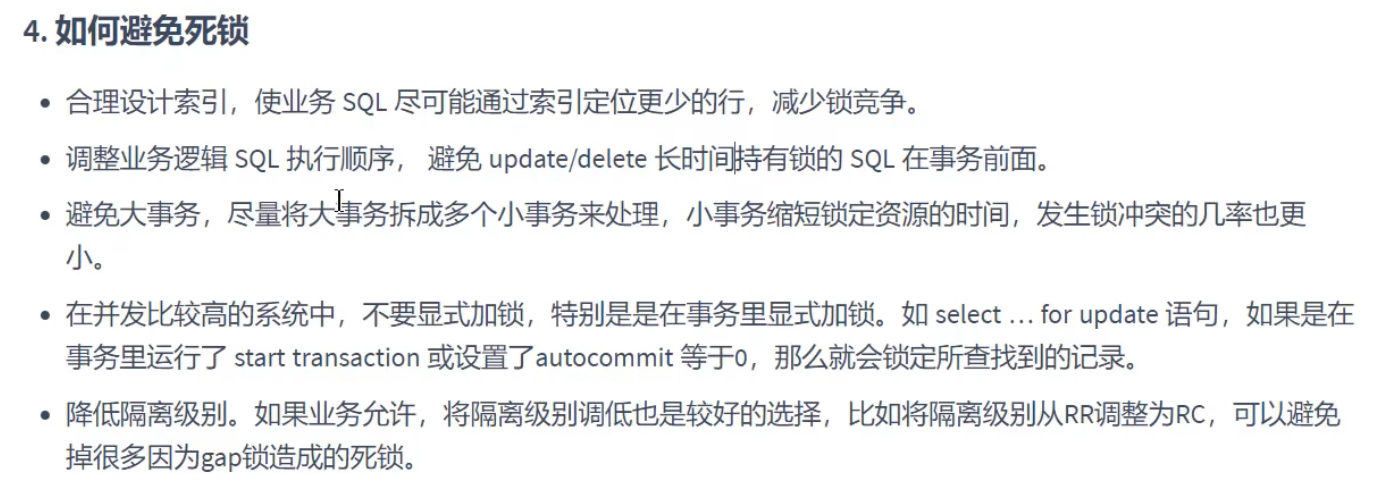 4. 如何避免死锁
• 合理设计索引，使业务 SQL 尽可能通过索引定位更少的行，减少锁竞争。
• 调整业务逻辑 SQL 执行顺序， 避免 update/delete 长时间持有锁的 SQL 在事务前面。
• 避免大事务，尽量将大事务拆成多个小事务来处理，小事务缩短锁定资源的时间，发生锁冲突的几率也更
小。
• 在并发比较高的系统中，不要显式加锁，特别是是在事务里显式加锁。如 select … for update 语句，如果是在
事务里运行了 start transaction 或设置了autocommit 等于0，那么就会锁定所查找到的记录。
• 降低隔离级别。如果业务允许，将隔离级别调低也是较好的选择，比如将隔离级别从RR调整为RC，可以避免
掉很多因为gap锁造成的死锁。